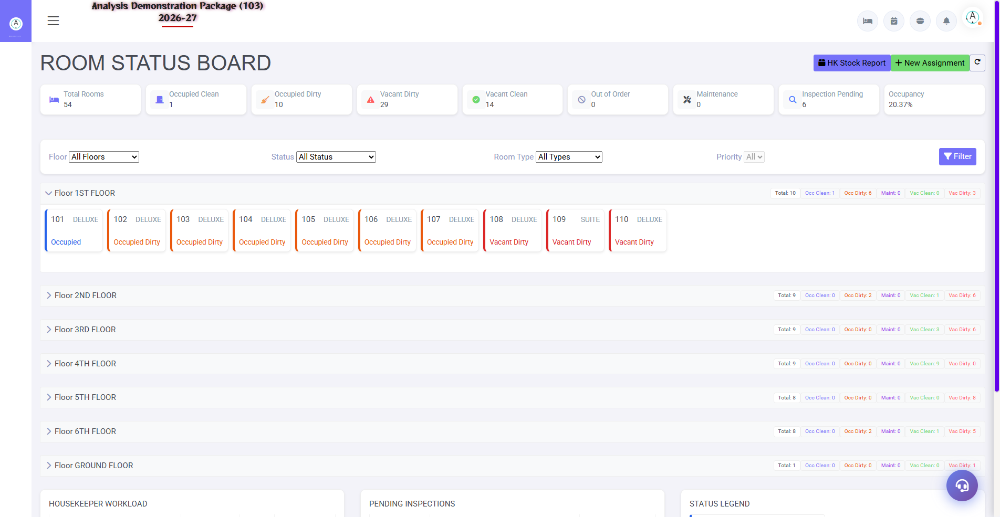 Analysis Demonstration Package (103)
2026-27
A
A
ROOM STATUS BOARD
HK Stock Report
New Assignment
Total Rooms
54
Occupied Clean
1
Occupied Dirty
10
Vacant Dirty
29
Vacant Clean
14
Out of Order
0
Maintenance
0
Inspection Pending
6
Occupancy
20.37%
Floor All Floors Status All Status Room Type All Types Priority All Filter
Floor 1ST FLOOR Total: 10 Occ Clean: 1 Occ Dirty: 6 Maint: 0 Vac Clean: 0 Vac Dirty: 3
101 DELUXE
Occupied
102 DELUXE
Occupied Dirty
103 DELUXE
Occupied Dirty
104 DELUXE
Occupied Dirty
105 DELUXE
Occupied Dirty
106 DELUXE
Occupied Dirty
107 DELUXE
Occupied Dirty
108 DELUXE
Vacant Dirty
109 SUITE
Vacant Dirty
110 DELUXE
Vacant Dirty
Floor 2ND FLOOR Total: 9 Occ Clean: 0 Occ Dirty: 2 Maint: 0 Vac Clean: 1 Vac Dirty: 6
Floor 3RD FLOOR Total: 9 Occ Clean: 0 Occ Dirty: 0 Maint: 0 Vac Clean: 3 Vac Dirty: 6
Floor 4TH FLOOR Total: 9 Occ Clean: 0 Occ Dirty: 0 Maint: 0 Vac Clean: 9 Vac Dirty: 0
Floor 5TH FLOOR Total: 8 Occ Clean: 0 Occ Dirty: 0 Maint: 0 Vac Clean: 0 Vac Dirty: 8
Floor 6TH FLOOR Total: 8 Occ Clean: 0 Occ Dirty: 2 Maint: 0 Vac Clean: 1 Vac Dirty: 5
Floor GROUND FLOOR Total: 1 Occ Clean: 0 Occ Dirty: 0 Maint: 0 Vac Clean: 0 Vac Dirty: 1
HOUSEKEEPER WORKLOAD
PENDING INSPECTIONS
STATUS LEGEND